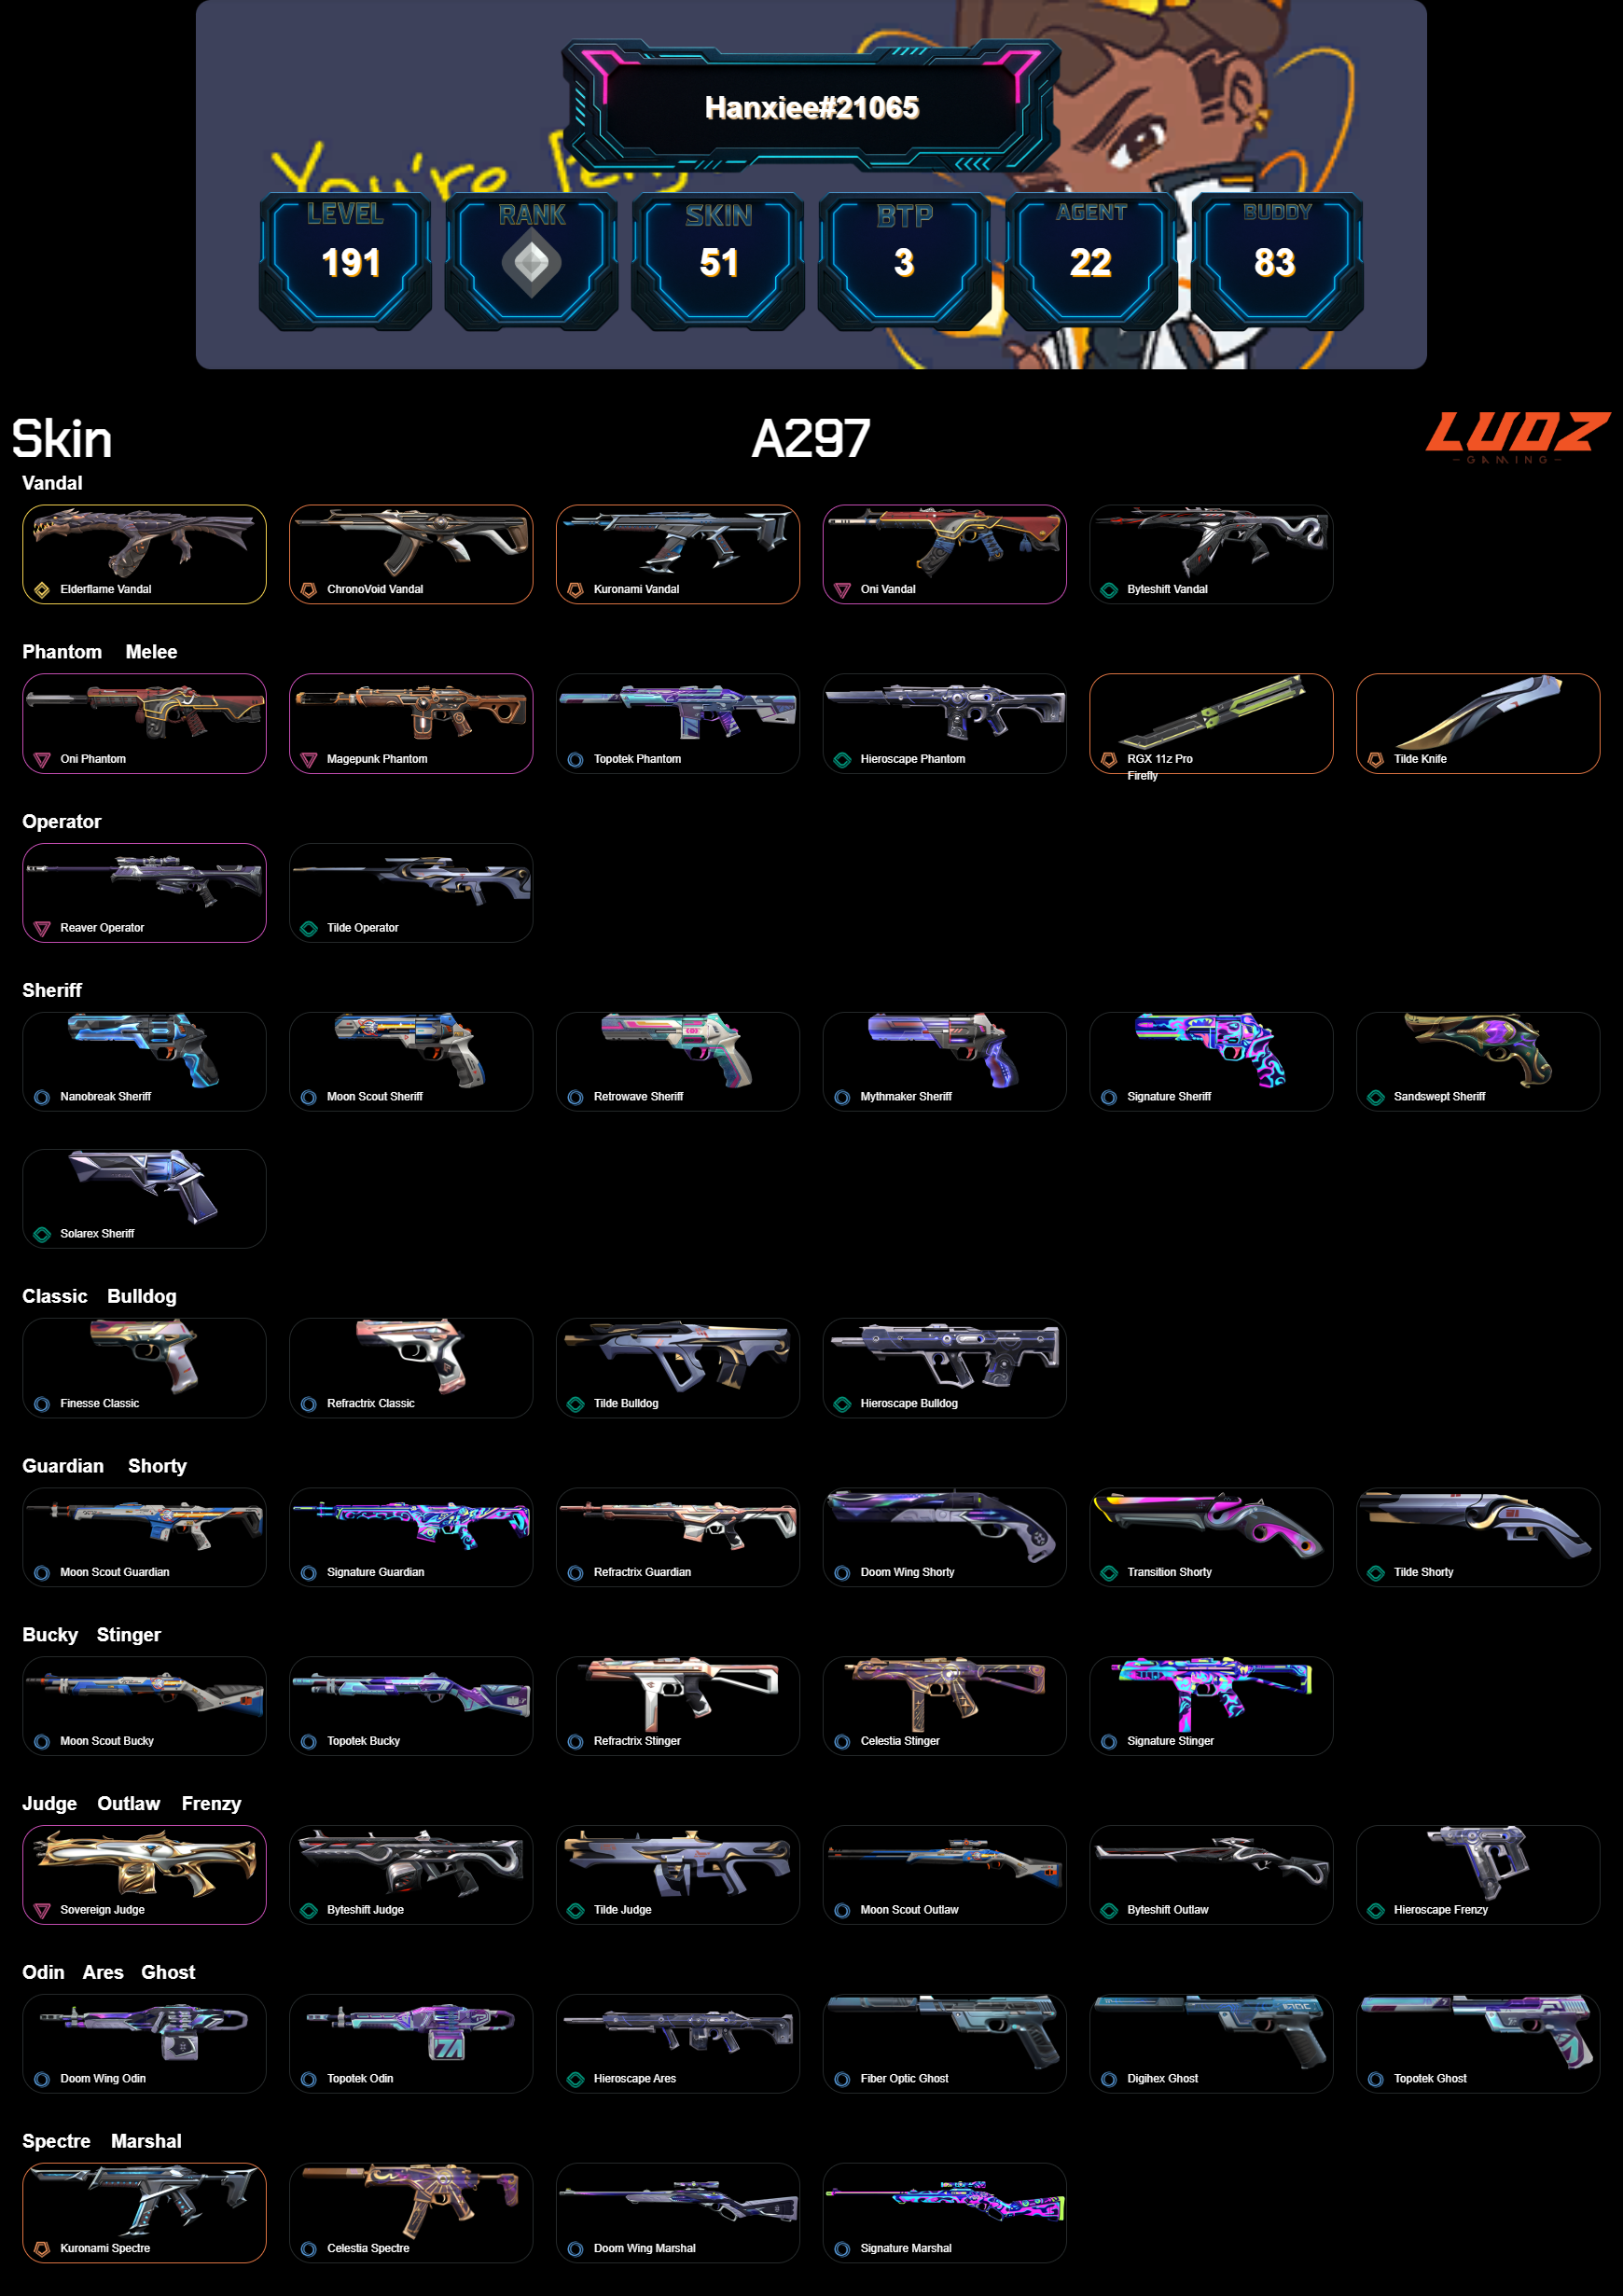 Hanxiee#21065
You're
LEVEL RANK SKIN BTP AGENT BUDDY
191 51 3 22 83
Skin A297 LUDZ
GAMING
Vandal
Elderflame Vandal ChronoVoid Vandal Kuronami Vandal Oni Vandal Byteshift Vandal
Phantom Melee
Oni Phantom Magepunk Phantom Topotek Phantom Hieroscape Phantom RGX 11z Pro Tilde Knife
Firefly
Operator
Reaver Operator Tilde Operator
Sheriff
Nanobreak Sheriff Moon Scout Sheriff Retrowave Sheriff Mythmaker Sheriff Signature Sheriff Sandswept Sheriff
Solarex Sheriff
Classic Bulldog
Finesse Classic Refractrix Classic Tilde Bulldog Hieroscape Bulldog
Guardian Shorty
Moon Scout Guardian Signature Guardian Refractrix Guardian Doom Wing Shorty Transition Shorty Tilde Shorty
Bucky Stinger
Moon Scout Bucky Topotek Bucky Refractrix Stinger Celestia Stinger Signature Stinger
Judge Outlaw Frenzy
Sovereign Judge Byteshift Judge Tilde Judge Moon Scout Outlaw Byteshift Outlaw Hieroscape Frenzy
Odin Ares Ghost
Doom Wing Odin Topotek Odin Hieroscape Ares Fiber Optic Ghost Digihex Ghost Topotek Ghost
Spectre Marshal
Kuronami Spectre Celestia Spectre Doom Wing Marshal Signature Marshal